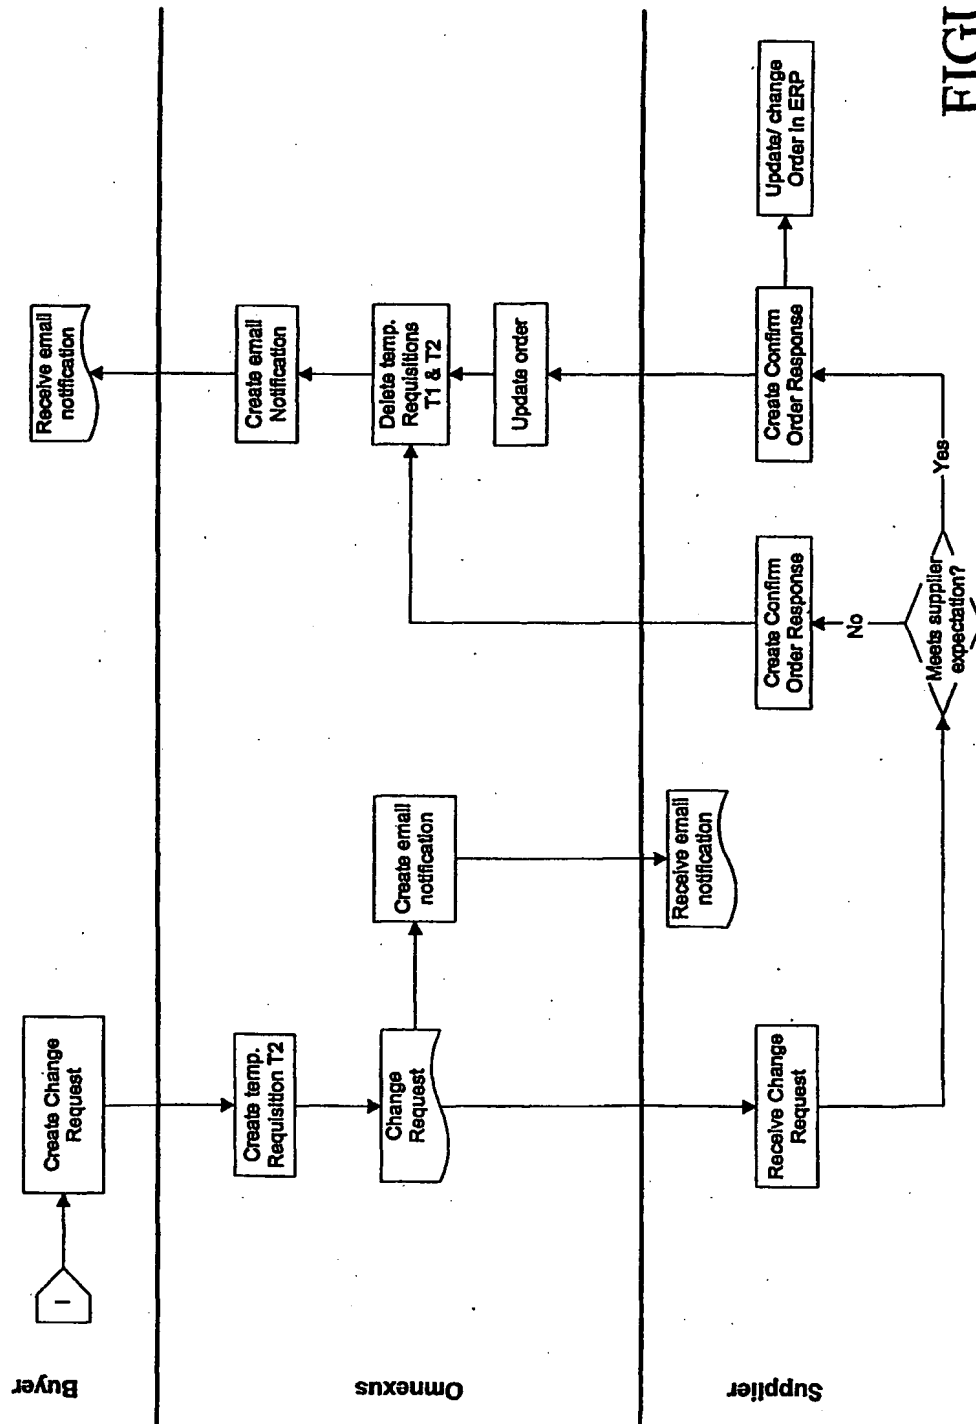 Buyer
I
Create Change
Request
Receive email
notification
Omnexus
Create temp.
Requisition T2
Change
Request
Create email
notification
Create email
Notification
Delete temp.
Requisitions
T1 & T2
Update order
Supplier
Receive email
notification
Receive Change
Request
Create Confirm
Order Response
Create Confirm
Order Response
Update/ change
Order in ERP
No
Yes
Meets supplier
expectation?